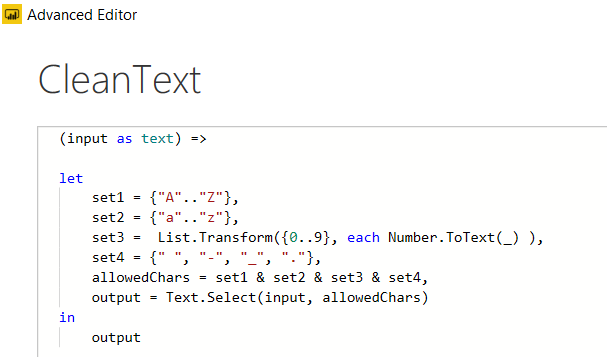 Advanced Editor
CleanText
(input as text) =>
let
set1 = {"A".."Z"},
set2 = {"a".."z"},
set3 =  List.Transform({0..9}, each Number.ToText(_) ),
set4 = {" ", "-", "_", "."},
allowedChars = set1 & set2 & set3 & set4,
output = Text.Select(input, allowedChars)
in
output